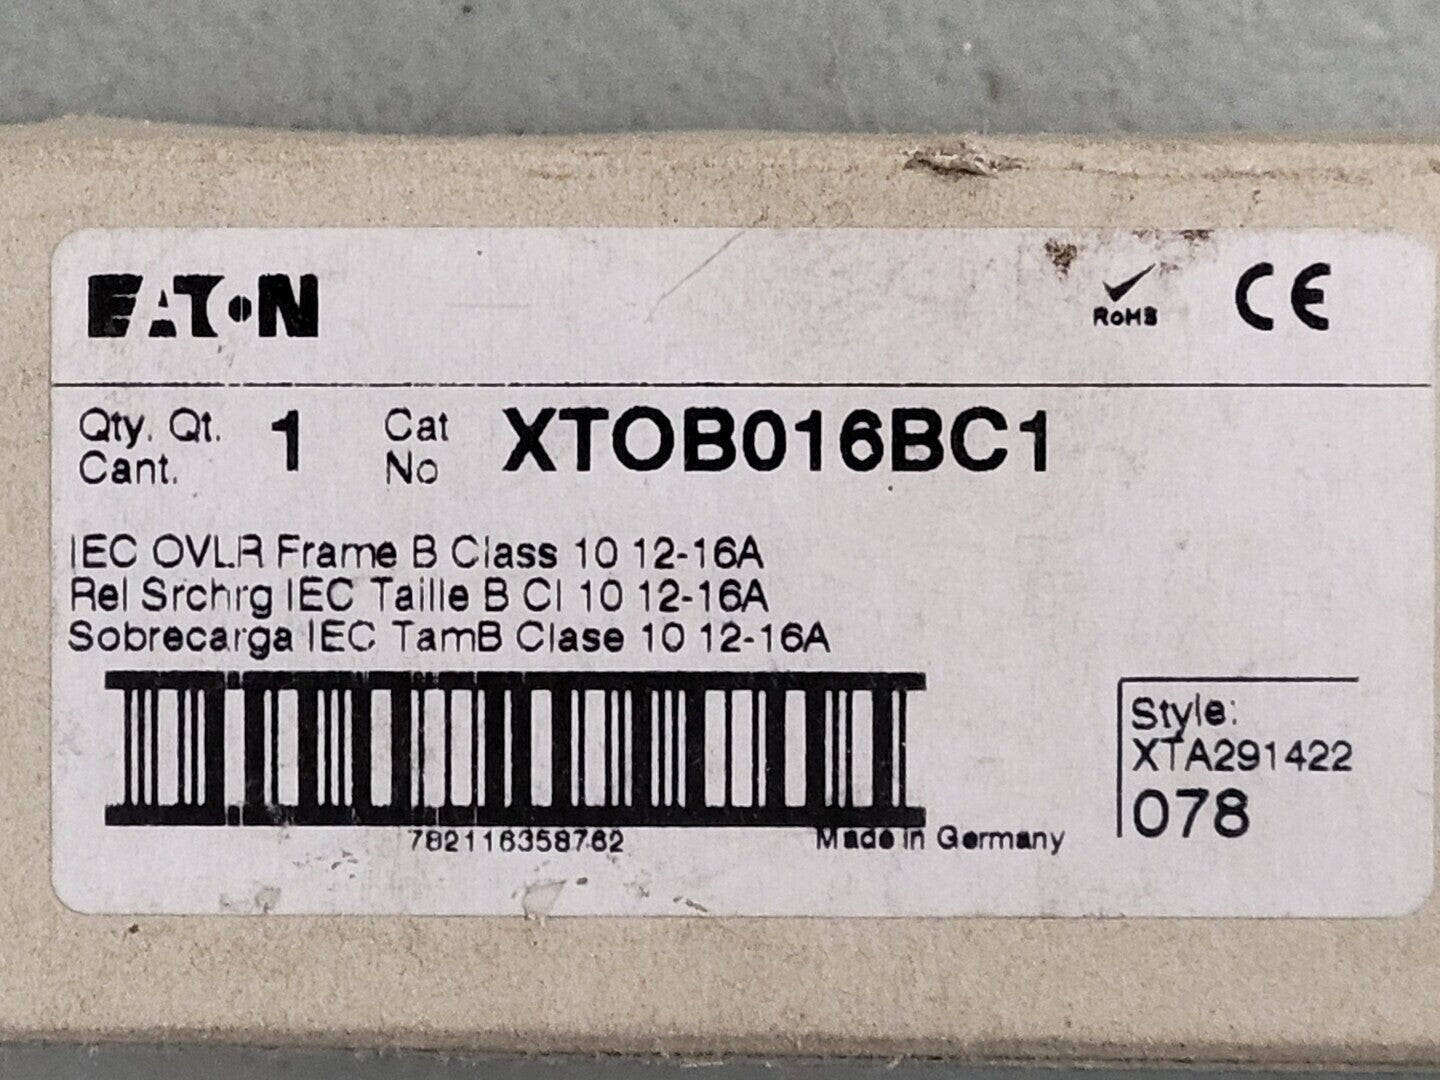 EATON
RoHS CE
Qty. Qt. 1 Cat XTOB016BC1
Cant. No
IEC OVLR Frame B Class 10 12-16A
Rel Srchrg IEC Taille B Cl 10 12-16A
Sobrecarga IEC TamB Clase 10 12-16A
Style:
XTA291422
078
782116358762 Made in Germany